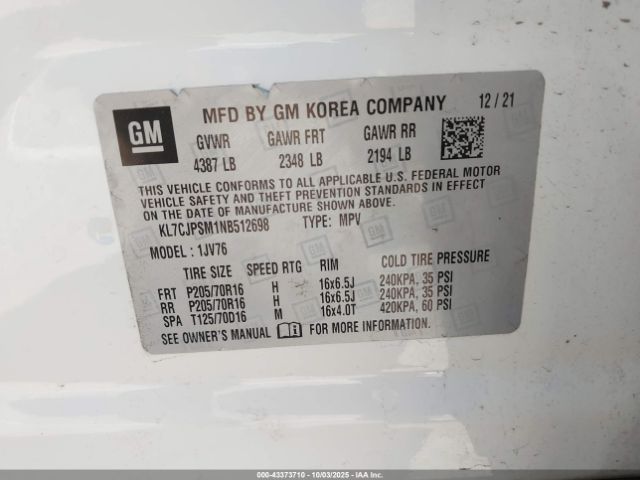 GM
MFD BY GM KOREA COMPANY 12/21
GVWR GAWR FRT GAWR RR
4387 LB 2348 LB 2194 LB
THIS VEHICLE CONFORMS TO ALL APPLICABLE U.S. FEDERAL MOTOR
VEHICLE SAFETY AND THEFT PREVENTION STANDARDS IN EFFECT
ON THE DATE OF MANUFACTURE SHOWN ABOVE.
KL7CJPSM1NB512698 TYPE: MPV
MODEL: 1JV76
TIRE SIZE SPEED RTG RIM COLD TIRE PRESSURE
FRT P205/70R16 H 16x6.5J 240KPA, 35 PSI
RR P205/70R16 H 16x6.5J 240KPA, 35 PSI
SPA T125/70D16 M 16x4.0T 420KPA, 60 PSI
SEE OWNER'S MANUAL FOR MORE INFORMATION.
000-43373710 - 10/03/2025 - IAAI.COM